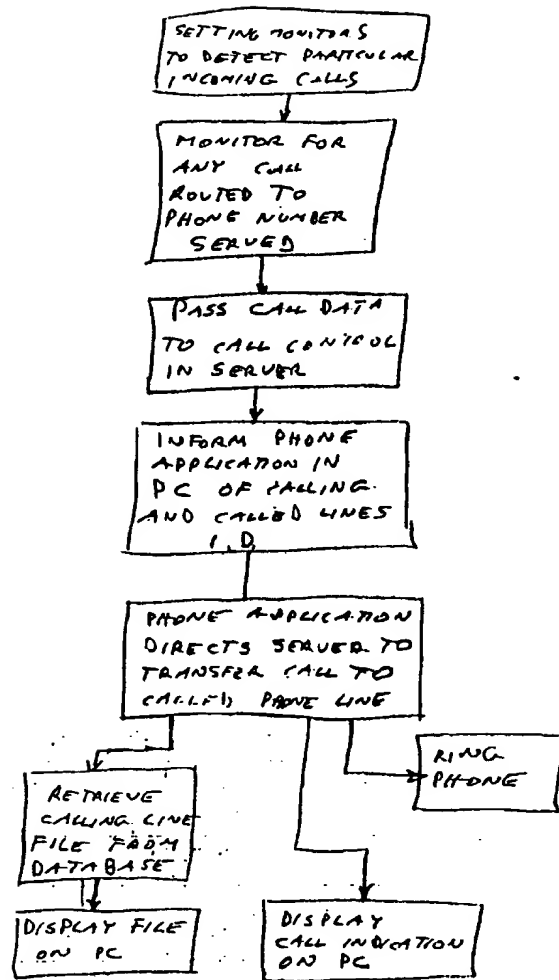 SETTING MONITORS
TO DETECT PARTICULAR
INCOMING CALLS
MONITOR FOR
ANY CALL
ROUTED TO
PHONE NUMBER
SERVED
PASS CALL DATA
TO CALL CONTROL
IN SERVER
INFORM PHONE
APPLICATION IN
PC OF CALLING
AND CALLED LINES
I.D.
PHONE APPLICATION
DIRECTS SERVER TO
TRANSFER CALL TO
CALLED PHONE LINE
RING
PHONE
RETRIEVE
CALLING LINE
FILE FROM
DATABASE
DISPLAY FILE
ON PC
DISPLAY
CALL INDICATION
ON PC